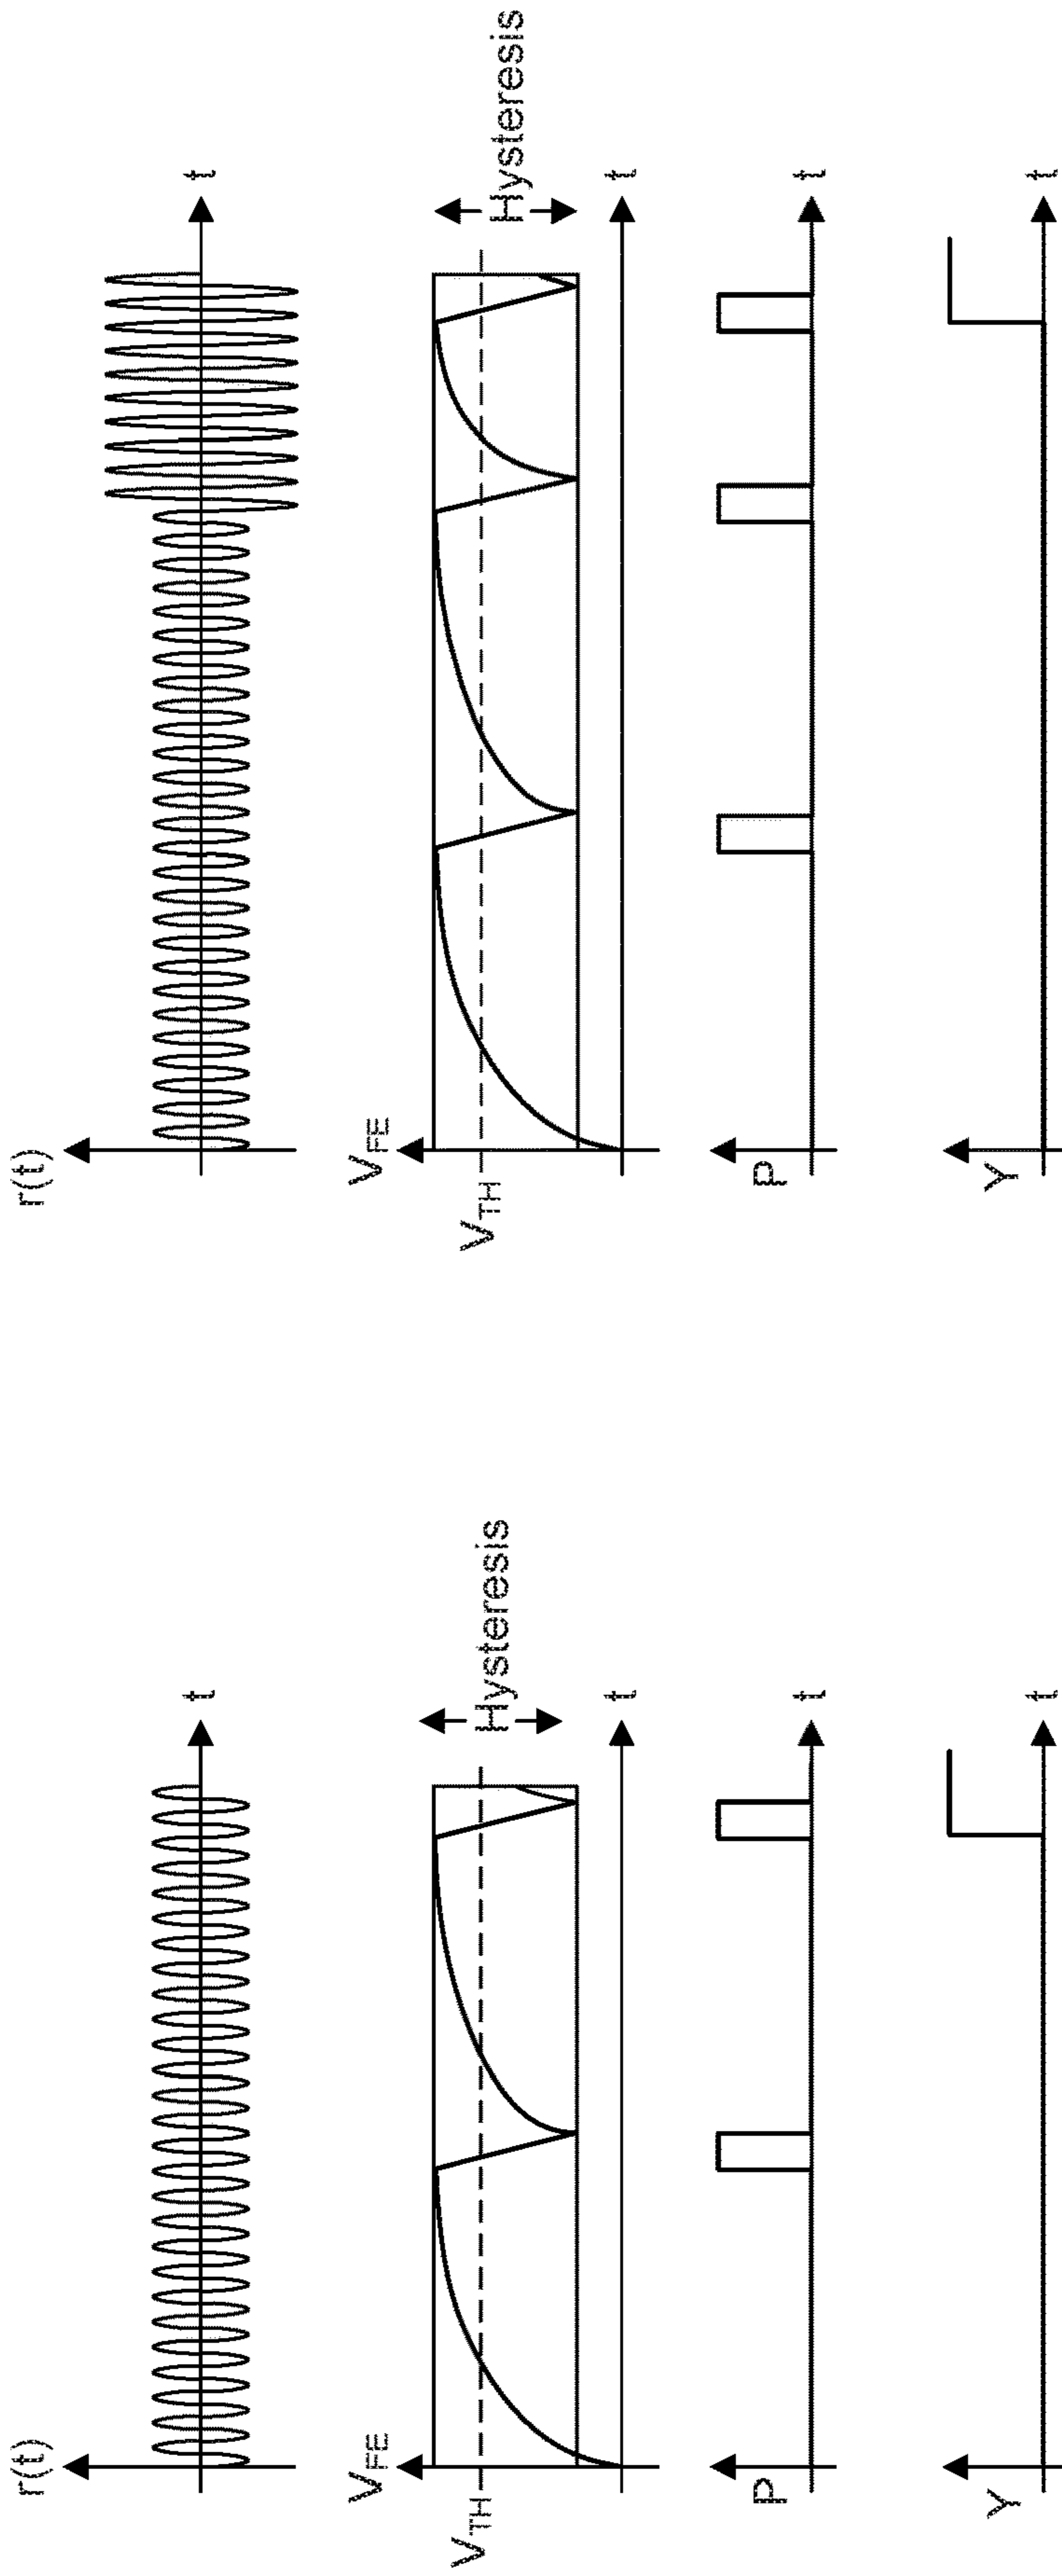 r(t)
t
V_FE
V_TH
Hysteresis
t
P
t
Y
t
r(t)
t
V_FE
V_TH
Hysteresis
t
P
t
Y
t